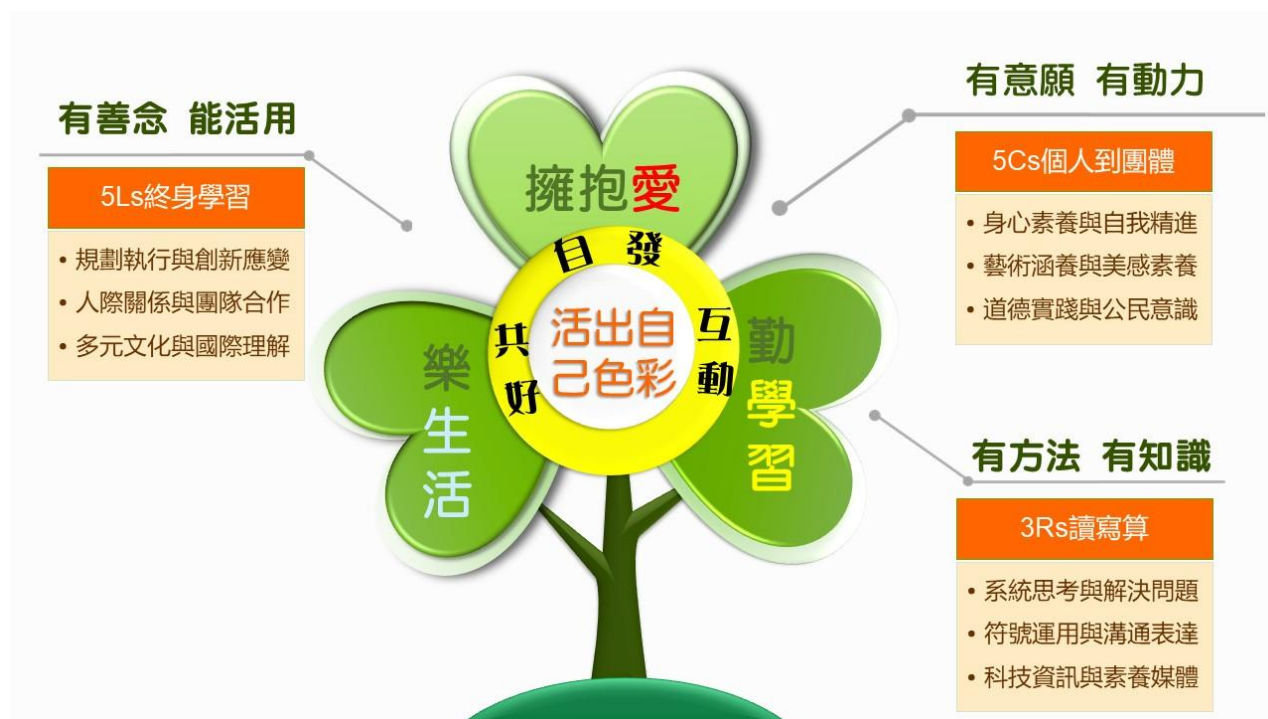 有善念 能活用
5Ls終身學習
• 規劃執行與創新應變
• 人際關係與團隊合作
• 多元文化與國際理解
擁抱愛
自發
互動
共好
活出自
己色彩
樂生活
勤學習
有意願 有動力
5Cs個人到團體
• 身心素養與自我精進
• 藝術涵養與美感素養
• 道德實踐與公民意識
有方法 有知識
3Rs讀寫算
• 系統思考與解決問題
• 符號運用與溝通表達
• 科技資訊與素養媒體